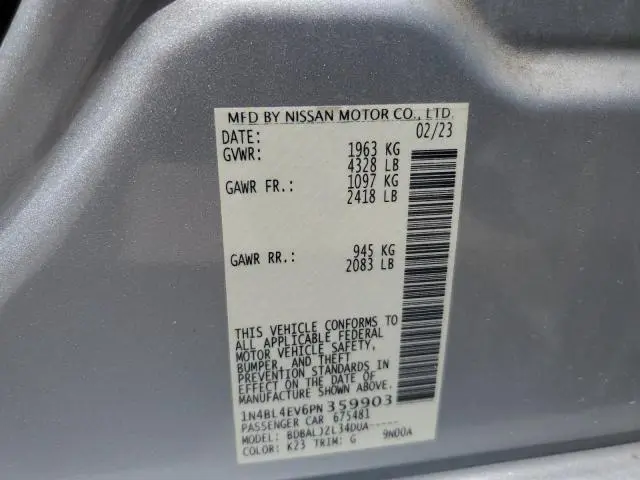 MFD BY NISSAN MOTOR CO., LTD.
DATE: 02/23
GVWR: 1963 KG
4328 LB
GAWR FR.: 1097 KG
2418 LB
GAWR RR.: 945 KG
2083 LB
THIS VEHICLE CONFORMS TO
ALL APPLICABLE FEDERAL
MOTOR VEHICLE SAFETY,
BUMPER, AND THEFT
PREVENTION STANDARDS IN
EFFECT ON THE DATE OF
MANUFACTURE SHOWN ABOVE.
1N4BL4EV6PN359903
PASSENGER CAR 675481
MODEL: BDBALJZL34DUA-----
COLOR: K23 TRIM: G 9N00A